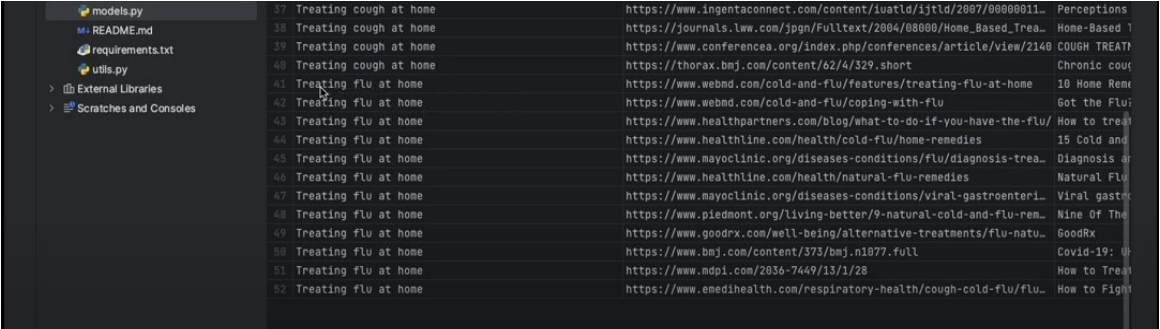 models.py
README.md
requirements.txt
utils.py
External Libraries
Scratches and Consoles
37 Treating cough at home https://www.ingentaconnect.com/content/iuatld/ijtld/2007/00000011… Perceptions
38 Treating cough at home https://journals.lww.com/jpgn/Fulltext/2004/08000/Home_Based_Trea… Home-Based
39 Treating cough at home https://www.conferencea.org/index.php/conferences/article/view/2140 COUGH TREATM
40 Treating cough at home https://thorax.bmj.com/content/62/4/329.short Chronic coug
41 Treating flu at home https://www.webmd.com/cold-and-flu/features/treating-flu-at-home 10 Home Reme
42 Treating flu at home https://www.webmd.com/cold-and-flu/coping-with-flu Got the Flu?
43 Treating flu at home https://www.healthpartners.com/blog/what-to-do-if-you-have-the-flu/ How to treat
44 Treating flu at home https://www.healthline.com/health/cold-flu/home-remedies 15 Cold and
45 Treating flu at home https://www.mayoclinic.org/diseases-conditions/flu/diagnosis-trea… Diagnosis an
46 Treating flu at home https://www.healthline.com/health/natural-flu-remedies Natural Flu
47 Treating flu at home https://www.mayoclinic.org/diseases-conditions/viral-gastroenteri… Viral gastr
48 Treating flu at home https://www.piedmont.org/living-better/9-natural-cold-and-flu-rem… Nine Of The
49 Treating flu at home https://www.goodrx.com/well-being/alternative-treatments/flu-natu… GoodRx
50 Treating flu at home https://www.bmj.com/content/373/bmj.n1077.full Covid-19:
51 Treating flu at home https://www.mdpi.com/2036-7449/13/1/28 How to Treat
52 Treating flu at home https://www.emedihealth.com/respiratory-health/cough-cold-flu/flu… How to Figh